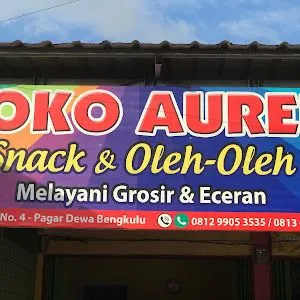 OKO AURE
Snack & Oleh-Oleh
Melayani Grosir & Eceran
No. 4 - Pagar Dewa Bengkulu 0812 9905 3535 / 0813